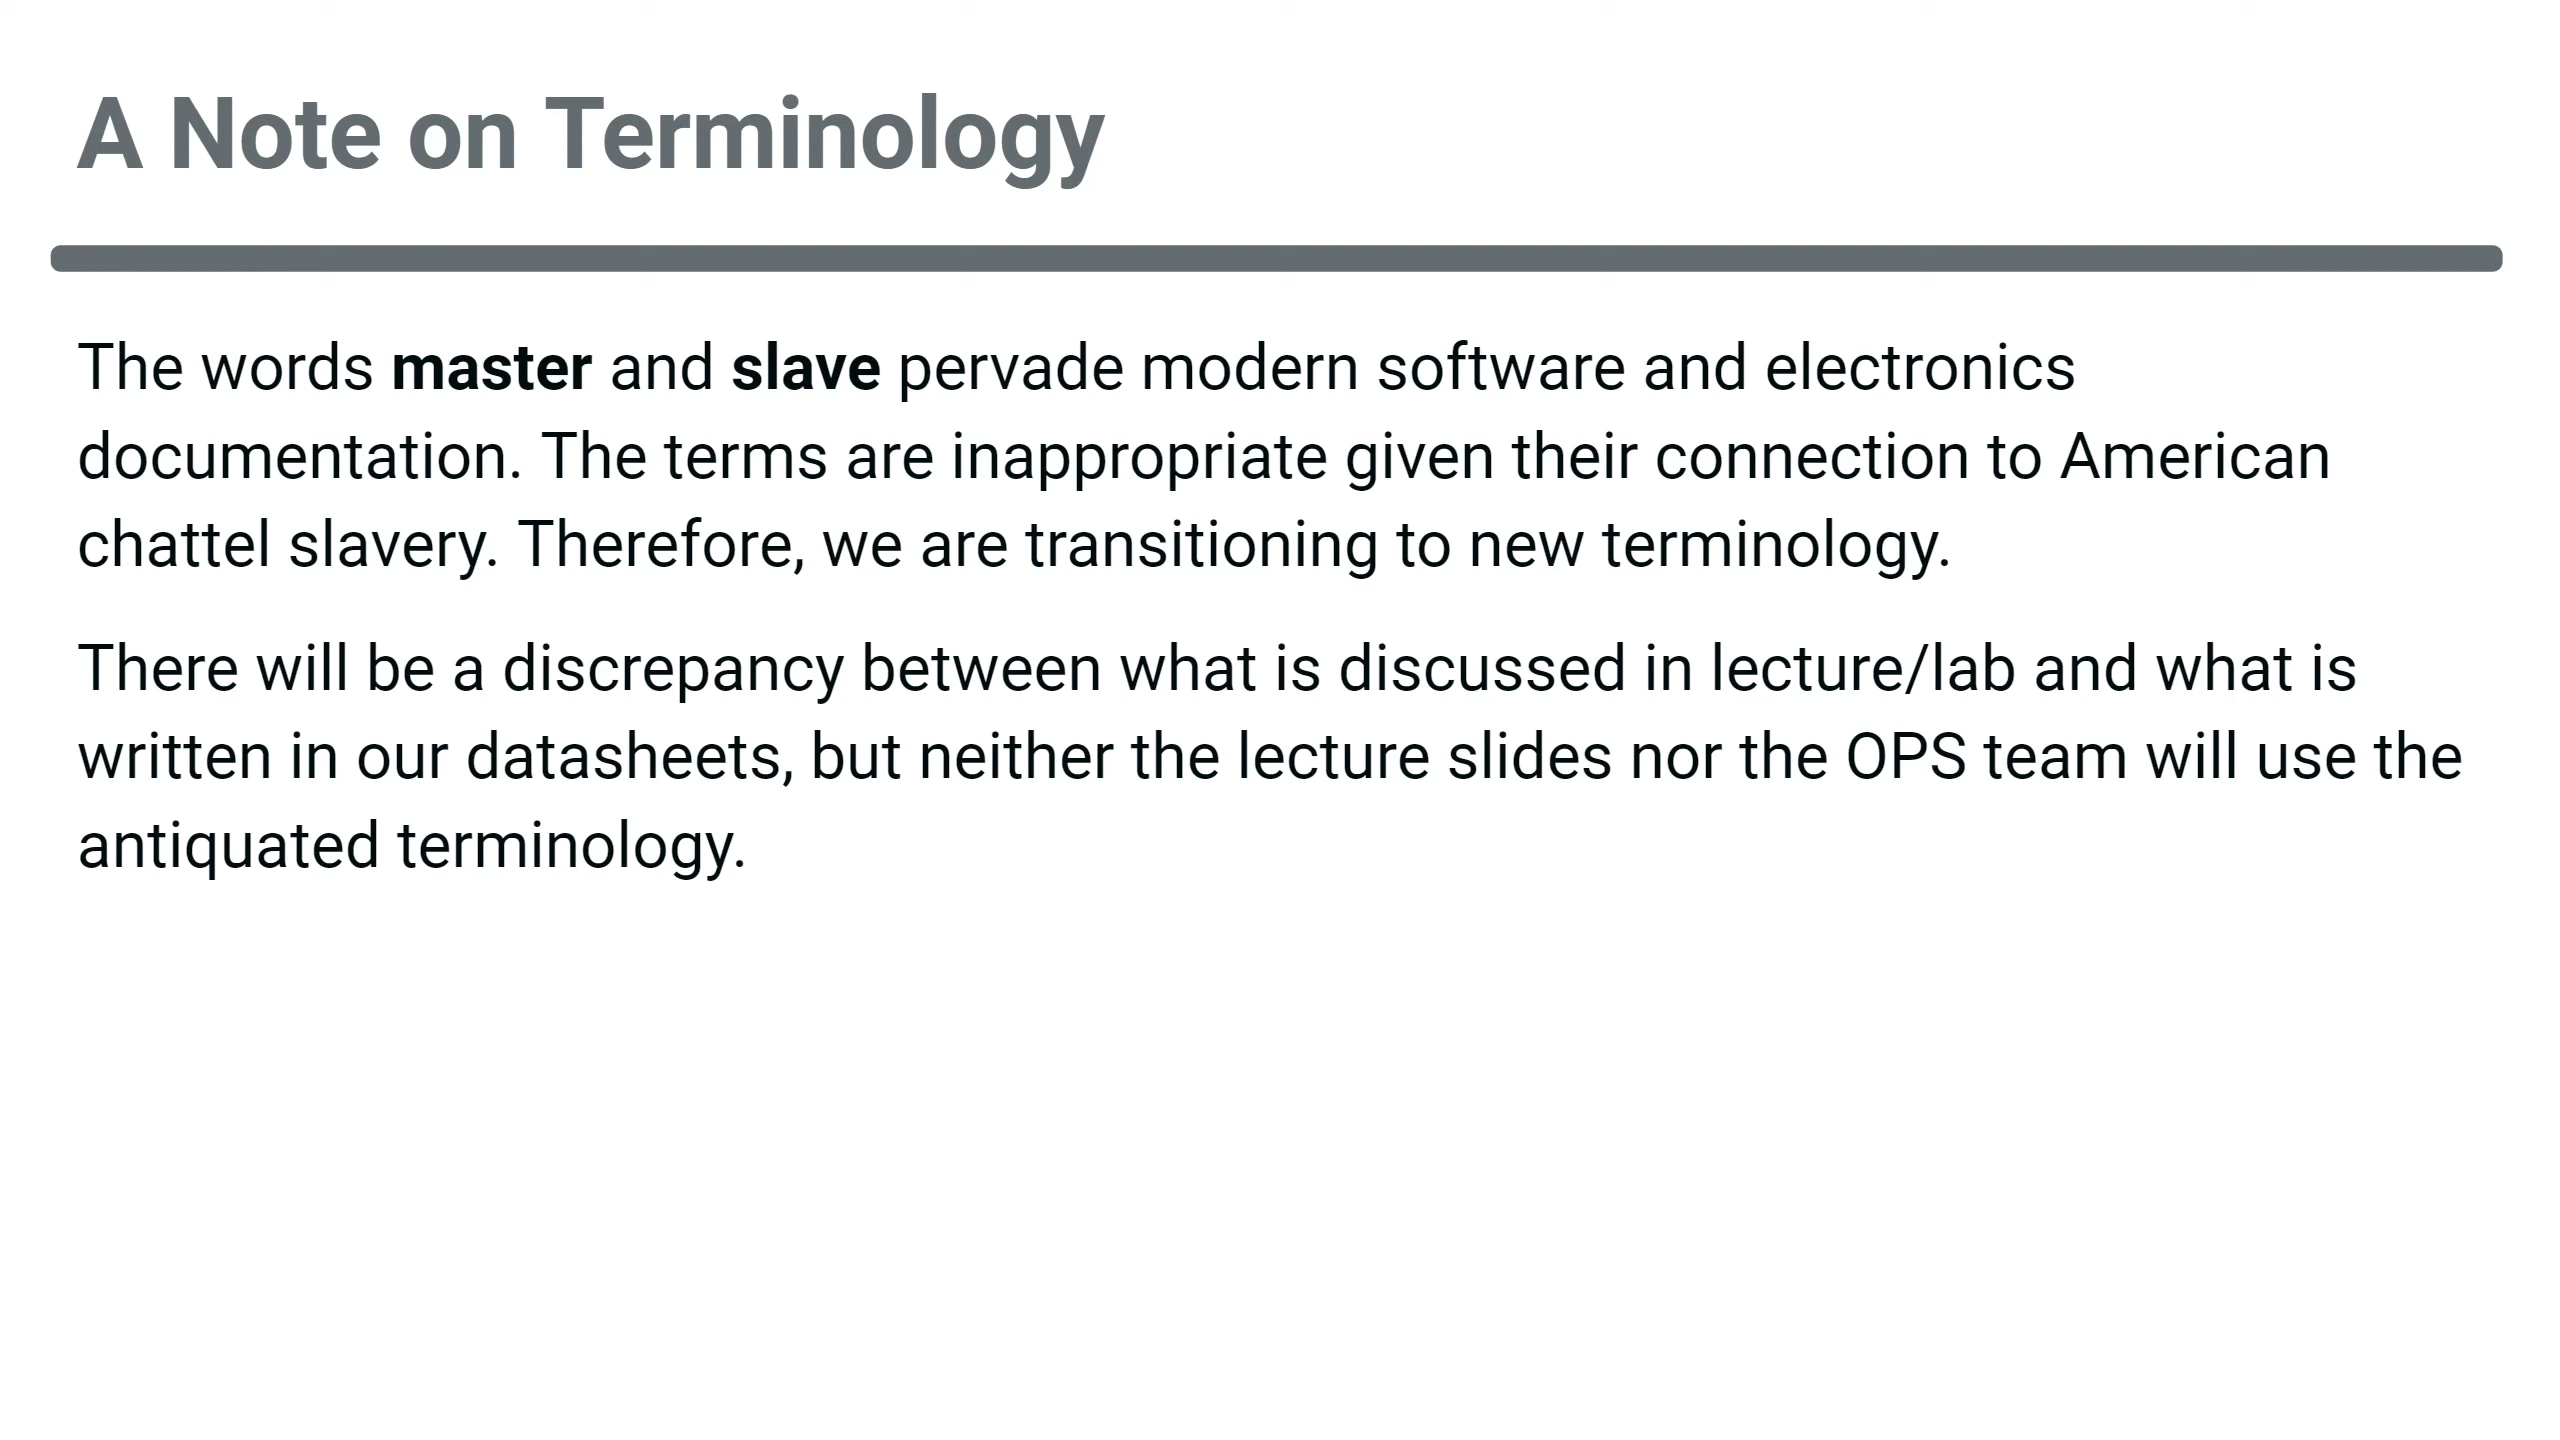 A Note on Terminology
The words master and slave pervade modern software and electronics
documentation. The terms are inappropriate given their connection to American
chattel slavery. Therefore, we are transitioning to new terminology.
There will be a discrepancy between what is discussed in lecture/lab and what is
written in our datasheets, but neither the lecture slides nor the OPS team will use the
antiquated terminology.